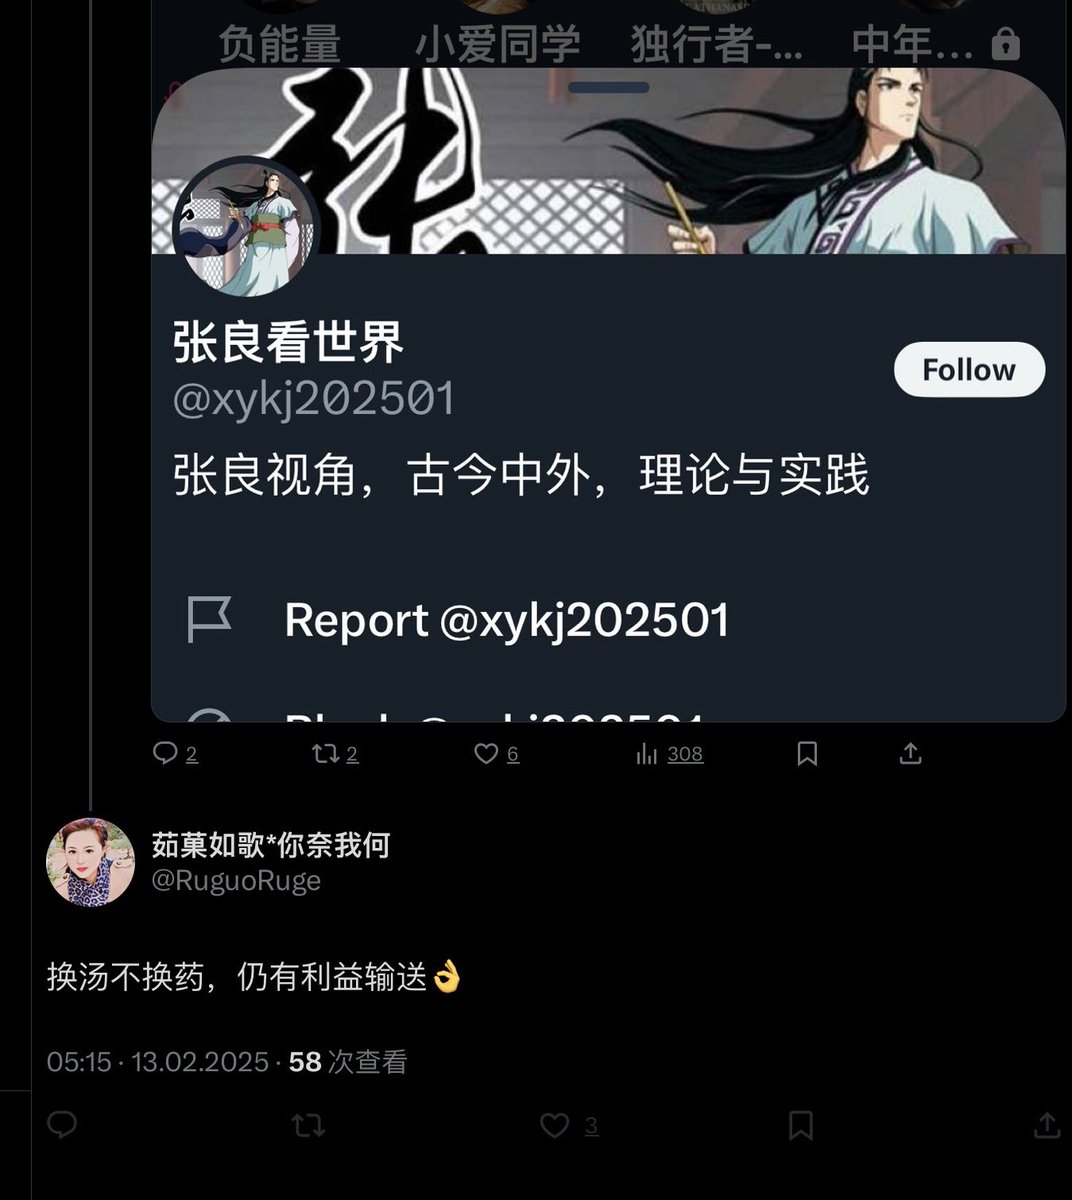 负能量 小爱同学 独行者-... 中年...
张良看世界
@xykj202501
Follow
张良视角，古今中外，理论与实践
Report @xykj202501
2 2 6 308
茹菓如歌*你奈我何
@RuguoRuge
换汤不换药，仍有利益输送👌
05:15 · 13.02.2025 · 58 次查看
3